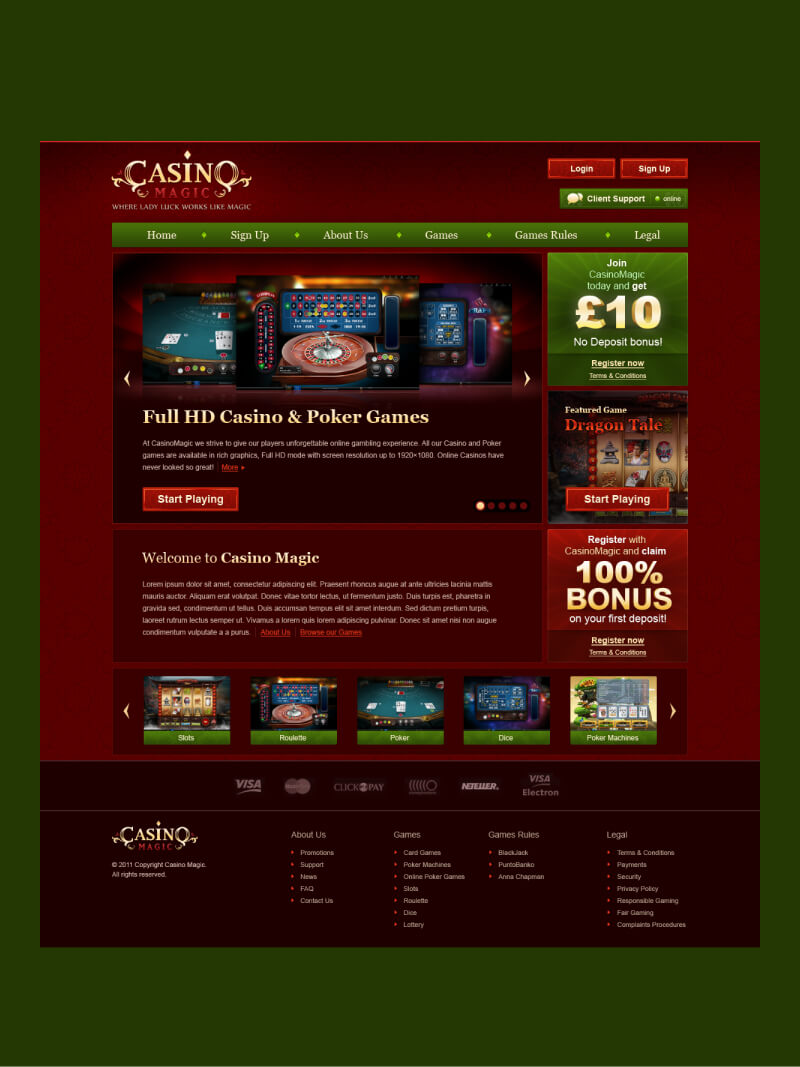 CASINO
MAGIC
WHERE LADY LUCK WORKS LIKE MAGIC
Login
Sign Up
Client Support
online
Home
Sign Up
About Us
Games
Games Rules
Legal
Full HD Casino & Poker Games
At CasinoMagic we strive to give our players unforgettable online gambling experience. All our Casino and Poker
games are available in rich graphics, Full HD mode with screen resolution up to 1920×1080. Online Casinos have
never looked so great! More
Start Playing
Join
CasinoMagic
today and get
£10
No Deposit bonus!
Register now
Terms & Conditions
Featured Game
Dragon Tale
Start Playing
Welcome to Casino Magic
Lorem ipsum dolor sit amet, consectetur adipiscing elit. Praesent rhoncus augue at ante ultricies lacinia mattis
mauris auctor. Aliquam erat volutpat. Donec vitae tortor lectus, ut fermentum justo. Duis turpis est, pharetra in
gravida sed, condimentum ut tellus. Duis accumsan tempus elit sit amet interdum. Sed dictum pretium turpis,
laoreet rutrum lectus semper ut. Vivamus a lorem quis lorem adipiscing pulvinar. Donec sit amet nisi non augue
condimentum vulputate a a purus. About Us Browse our Games
Register with
CasinoMagic and claim
100%
BONUS
on your first deposit!
Register now
Terms & Conditions
Slots
Roulette
Poker
Dice
Poker Machines
VISA
MasterCard
CLICK2PAY
NETELLER.
VISA
Electron
CASINO
MAGIC
© 2011 Copyright Casino Magic.
All rights reserved.
About Us
Promotions
Support
News
FAQ
Contact Us
Games
Card Games
Poker Machines
Online Poker Games
Slots
Roulette
Dice
Lottery
Games Rules
BlackJack
PuntoBanko
Anna Chapman
Legal
Terms & Conditions
Payments
Security
Privacy Policy
Responsible Gaming
Fair Gaming
Complaints Procedures